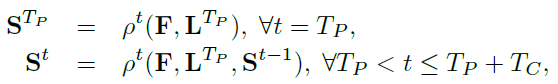 S^{T_P} = ρ^t(F, L^{T_P}), ∀t = T_P,
S^t = ρ^t(F, L^{T_P}, S^{t−1}), ∀T_P < t ≤ T_P + T_C,